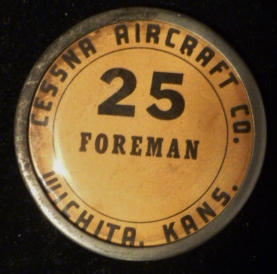 CESSNA AIRCRAFT CO.
25
FOREMAN
WICHITA, KANS.